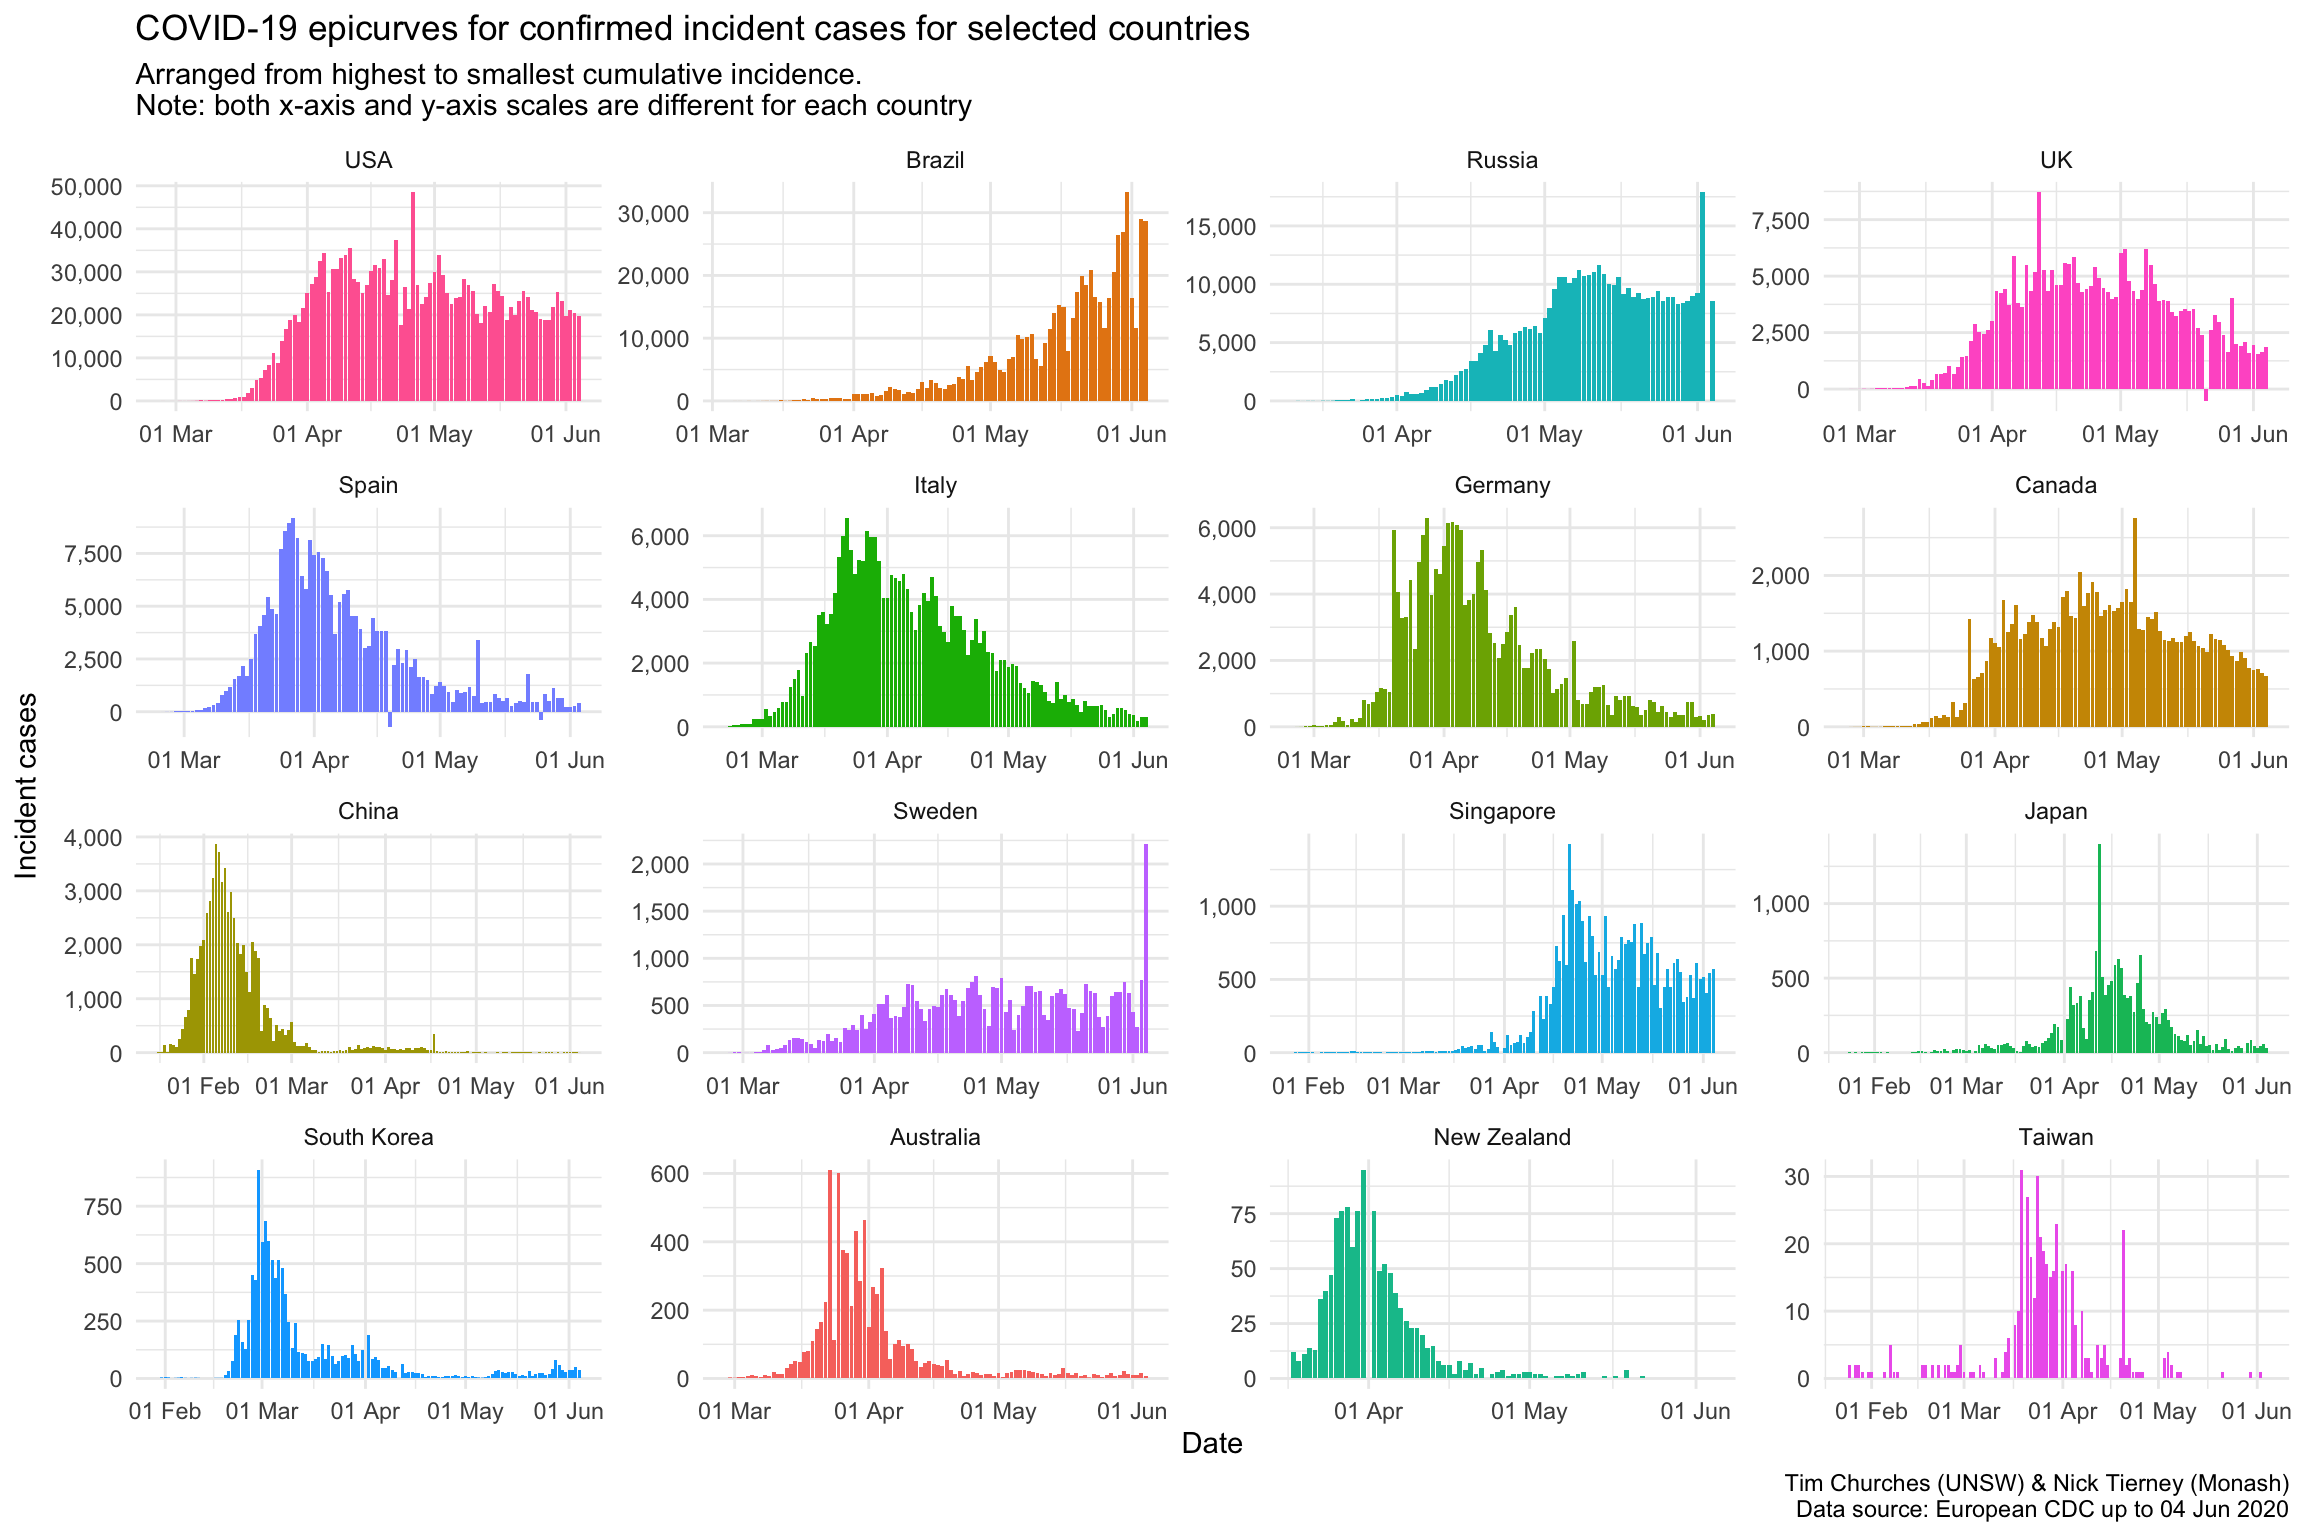 COVID-19 epicurves for confirmed incident cases for selected countries
Arranged from highest to smallest cumulative incidence.
Note: both x-axis and y-axis scales are different for each country
Incident cases
USA
50,000
40,000
30,000
20,000
10,000
0
01 Mar 01 Apr 01 May 01 Jun
Brazil
30,000
20,000
10,000
0
01 Mar 01 Apr 01 May 01 Jun
Russia
15,000
10,000
5,000
0
01 Apr 01 May 01 Jun
UK
7,500
5,000
2,500
0
01 Mar 01 Apr 01 May 01 Jun
Spain
7,500
5,000
2,500
0
01 Mar 01 Apr 01 May 01 Jun
Italy
6,000
4,000
2,000
0
01 Mar 01 Apr 01 May 01 Jun
Germany
6,000
4,000
2,000
0
01 Mar 01 Apr 01 May 01 Jun
Canada
2,000
1,000
0
01 Mar 01 Apr 01 May 01 Jun
China
4,000
3,000
2,000
1,000
0
01 Feb 01 Mar 01 Apr 01 May 01 Jun
Sweden
2,000
1,500
1,000
500
0
01 Mar 01 Apr 01 May 01 Jun
Singapore
1,000
500
0
01 Feb 01 Mar 01 Apr 01 May 01 Jun
Japan
1,000
500
0
01 Feb 01 Mar 01 Apr 01 May 01 Jun
South Korea
750
500
250
0
01 Feb 01 Mar 01 Apr 01 May 01 Jun
Australia
600
400
200
0
01 Mar 01 Apr 01 May 01 Jun
New Zealand
75
50
25
0
01 Apr 01 May 01 Jun
Taiwan
30
20
10
0
01 Feb 01 Mar 01 Apr 01 May 01 Jun
Date
Tim Churches (UNSW) & Nick Tierney (Monash)
Data source: European CDC up to 04 Jun 2020